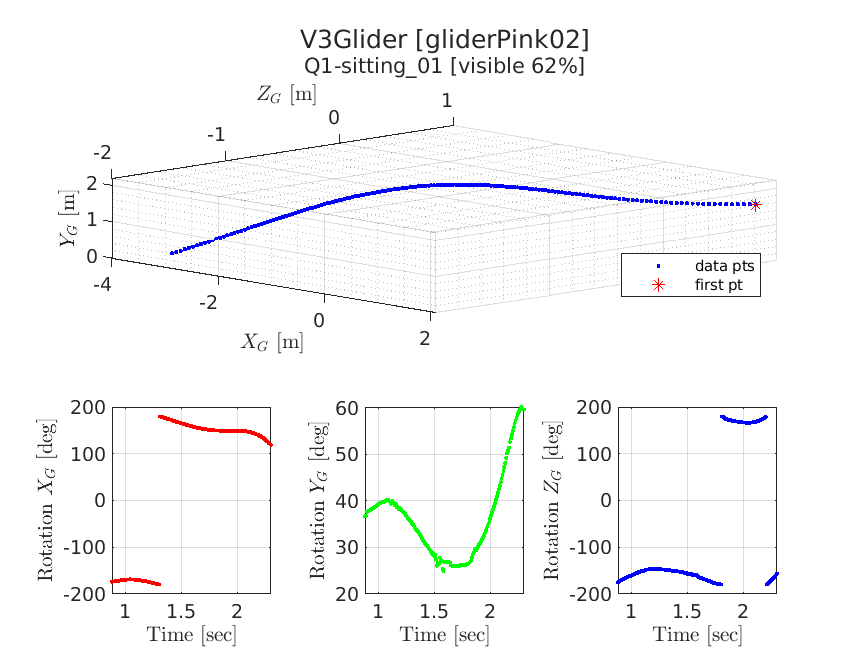 V3Glider [gliderPink02]
Q1-sitting_01 [visible 62%]
Z_G [m]
-2 -1 0 1
Y_G [m]
2
1
0
-4 -2 0 2
X_G [m]
data pts
first pt
Rotation X_G [deg]
200
100
0
-100
-200
1 1.5 2
Time [sec]
Rotation Y_G [deg]
60
50
40
30
20
1 1.5 2
Time [sec]
Rotation Z_G [deg]
200
100
0
-100
-200
1 1.5 2
Time [sec]